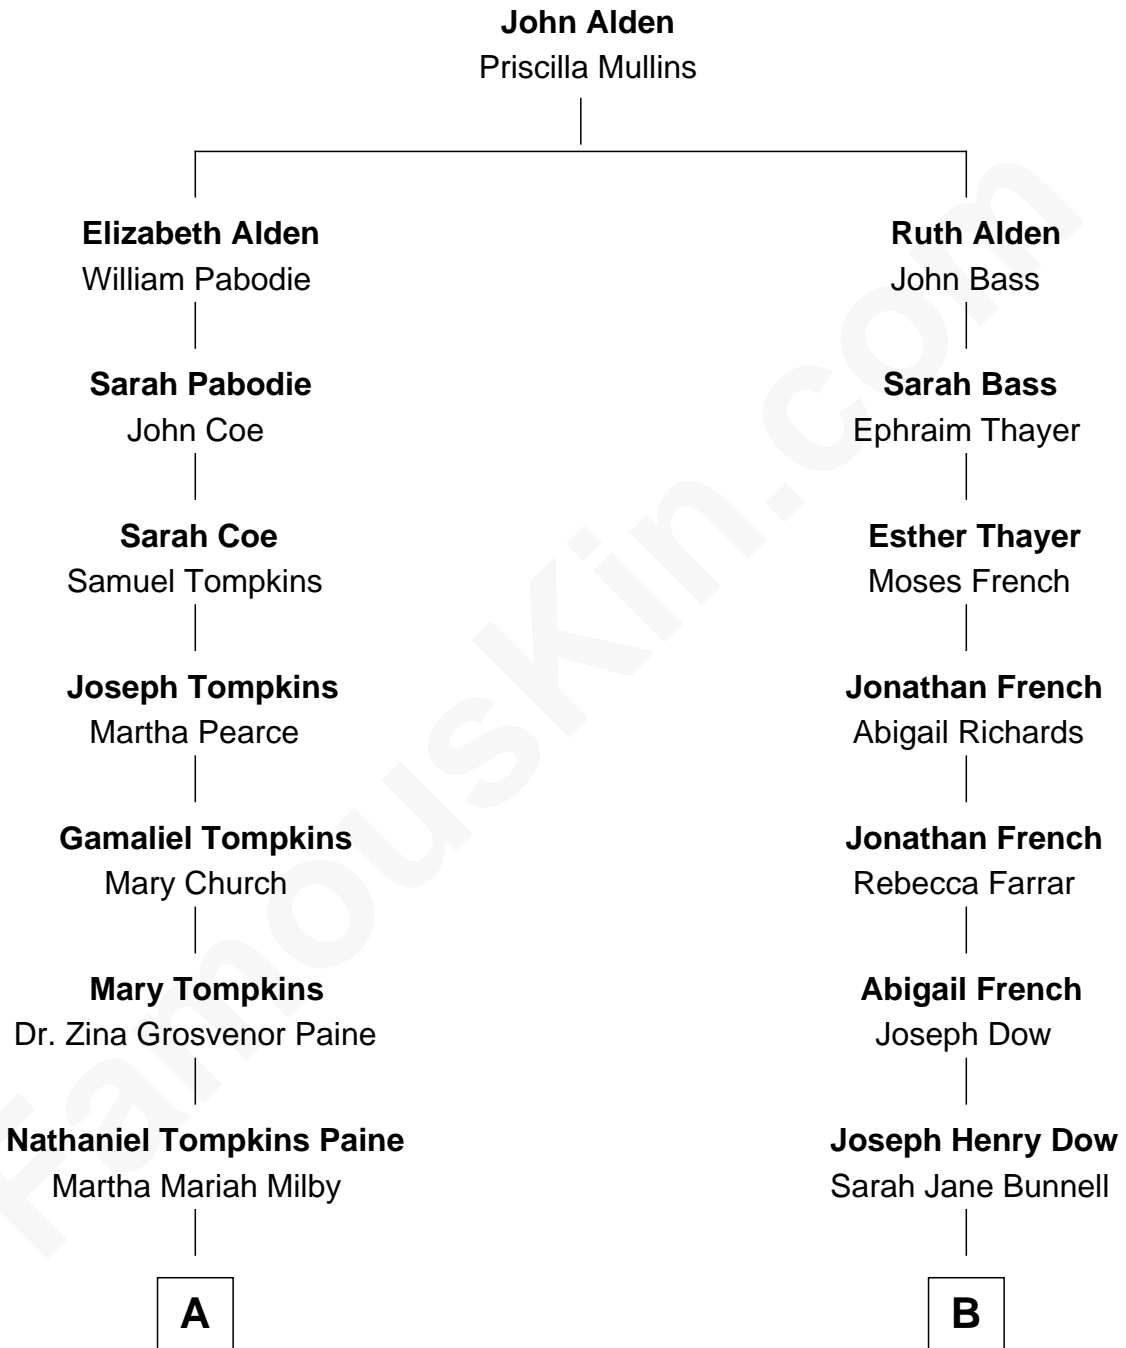 John Alden
Priscilla Mullins
Elizabeth Alden
William Pabodie
Ruth Alden
John Bass
Sarah Pabodie
John Coe
Sarah Bass
Ephraim Thayer
Sarah Coe
Samuel Tompkins
Esther Thayer
Moses French
Joseph Tompkins
Martha Pearce
Jonathan French
Abigail Richards
Gamaliel Tompkins
Mary Church
Jonathan French
Rebecca Farrar
Mary Tompkins
Dr. Zina Grosvenor Paine
Abigail French
Joseph Dow
Nathaniel Tompkins Paine
Martha Mariah Milby
Joseph Henry Dow
Sarah Jane Bunnell
A
B
FamousKin.com